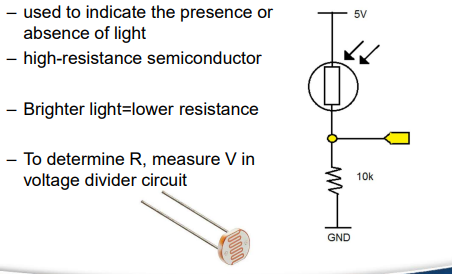 – used to indicate the presence or
absence of light
– high-resistance semiconductor
– Brighter light=lower resistance
– To determine R, measure V in
voltage divider circuit
5V
10k
GND